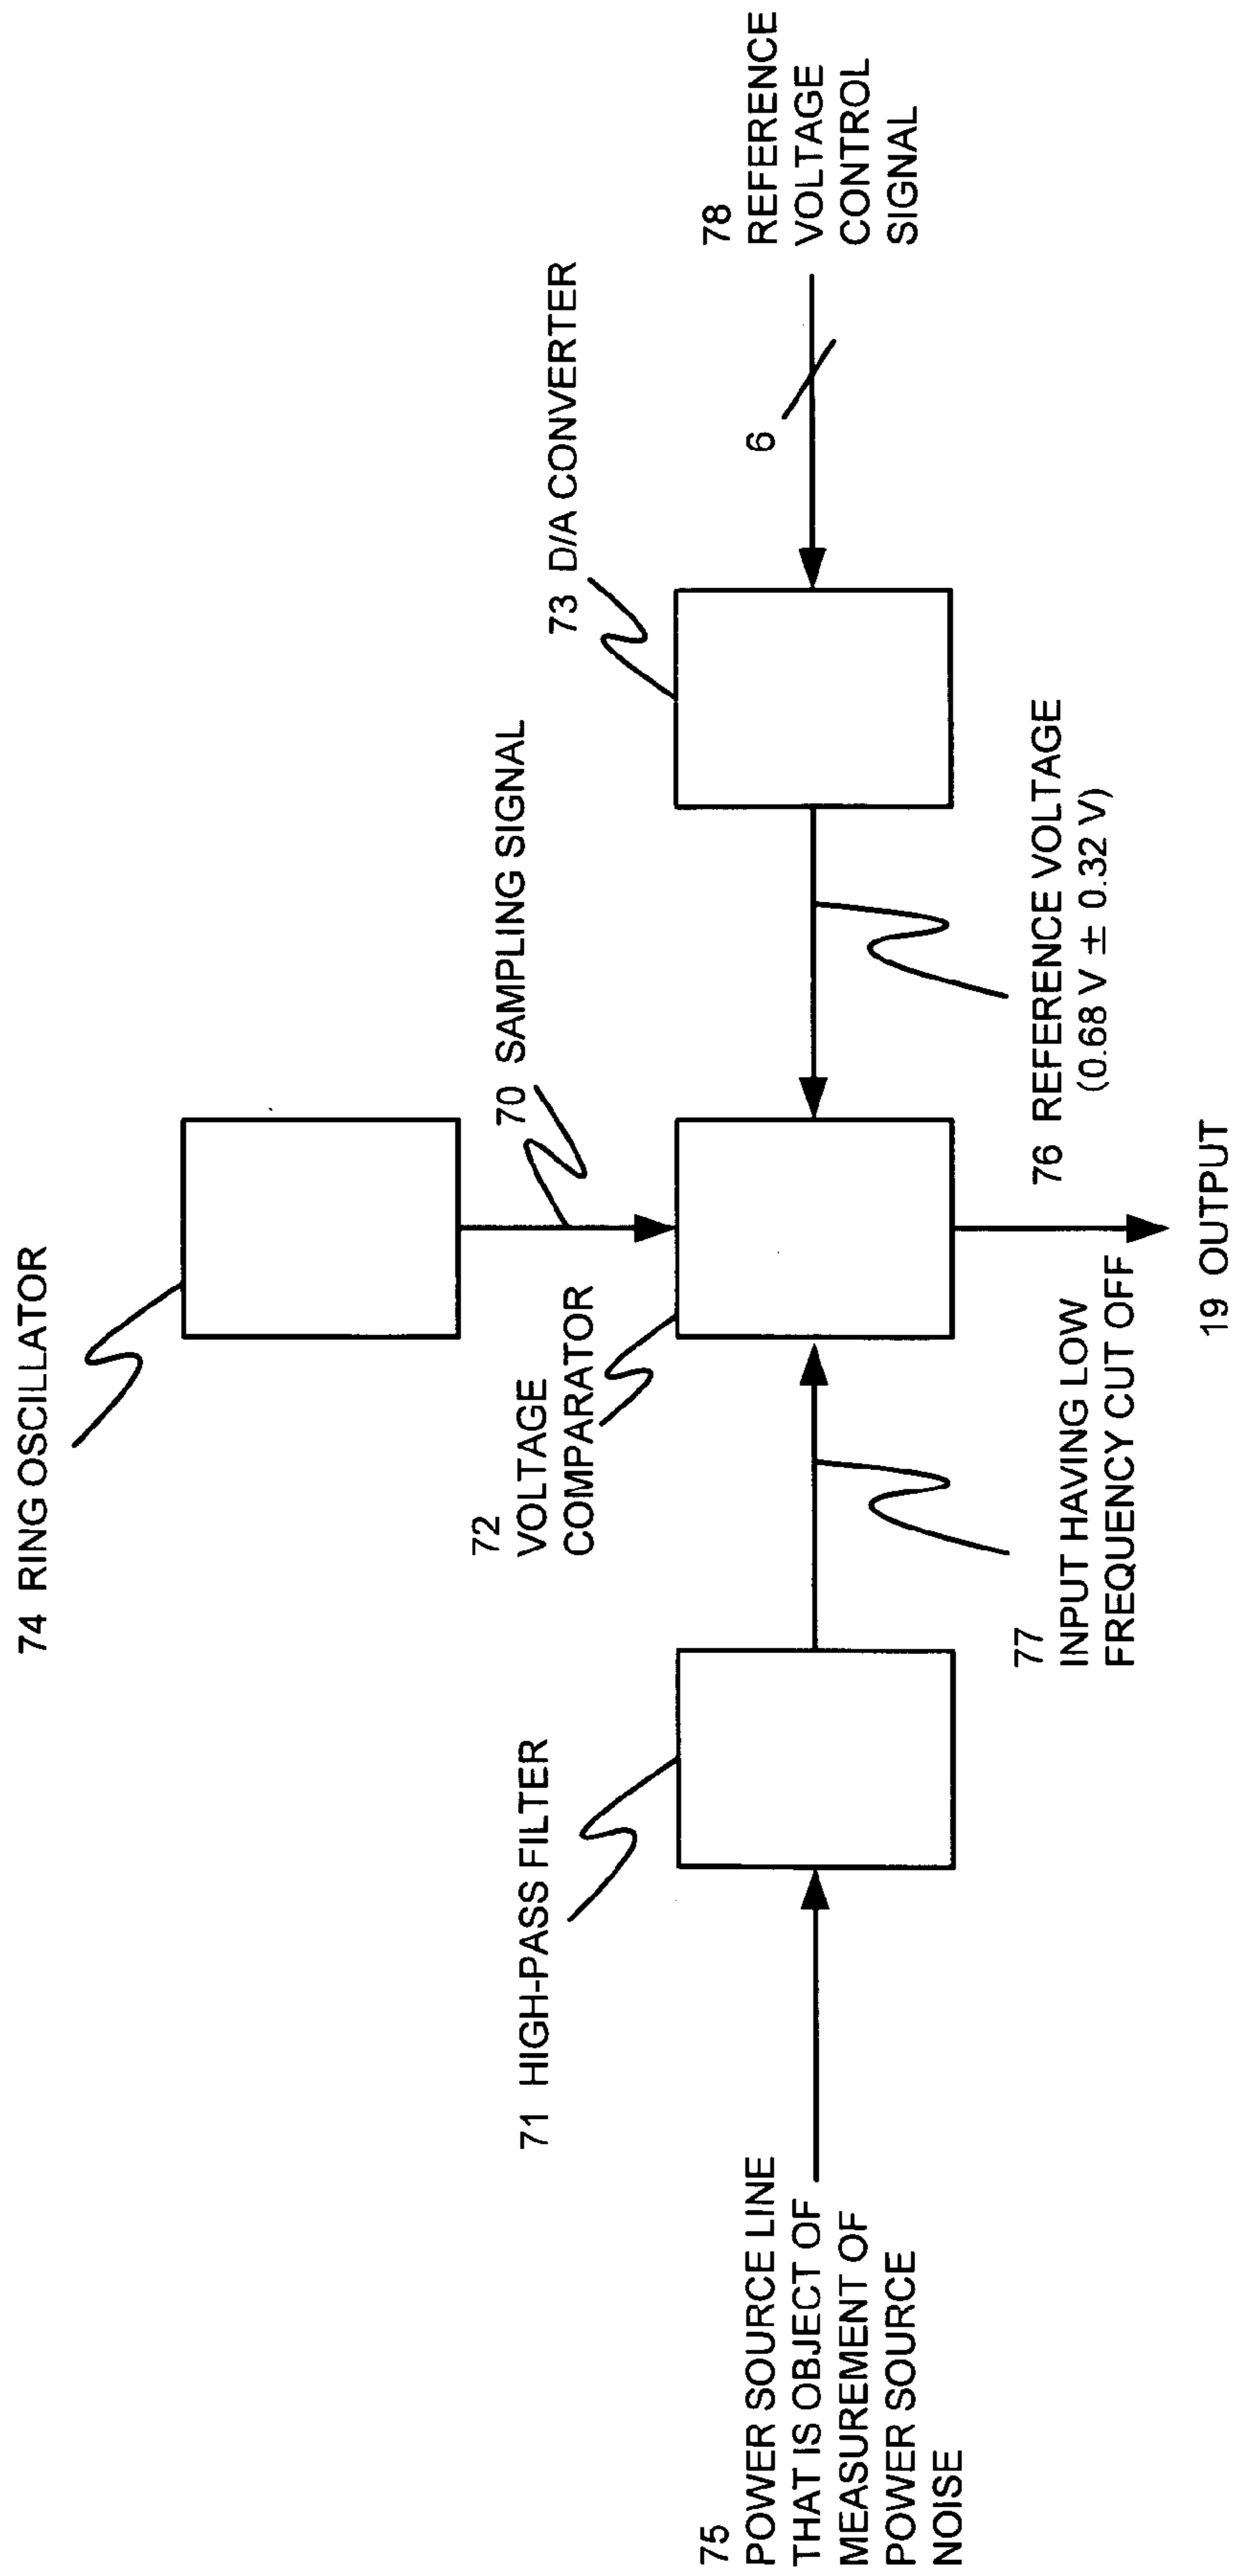 74 RING OSCILLATOR
70 SAMPLING SIGNAL
71 HIGH-PASS FILTER
72
VOLTAGE
COMPARATOR
73 D/A CONVERTER
75
POWER SOURCE LINE
THAT IS OBJECT OF
MEASUREMENT OF
POWER SOURCE
NOISE
6
78
REFERENCE
VOLTAGE
CONTROL
SIGNAL
77
INPUT HAVING LOW
FREQUENCY CUT OFF
76 REFERENCE VOLTAGE
(0.68 V ± 0.32 V)
19 OUTPUT